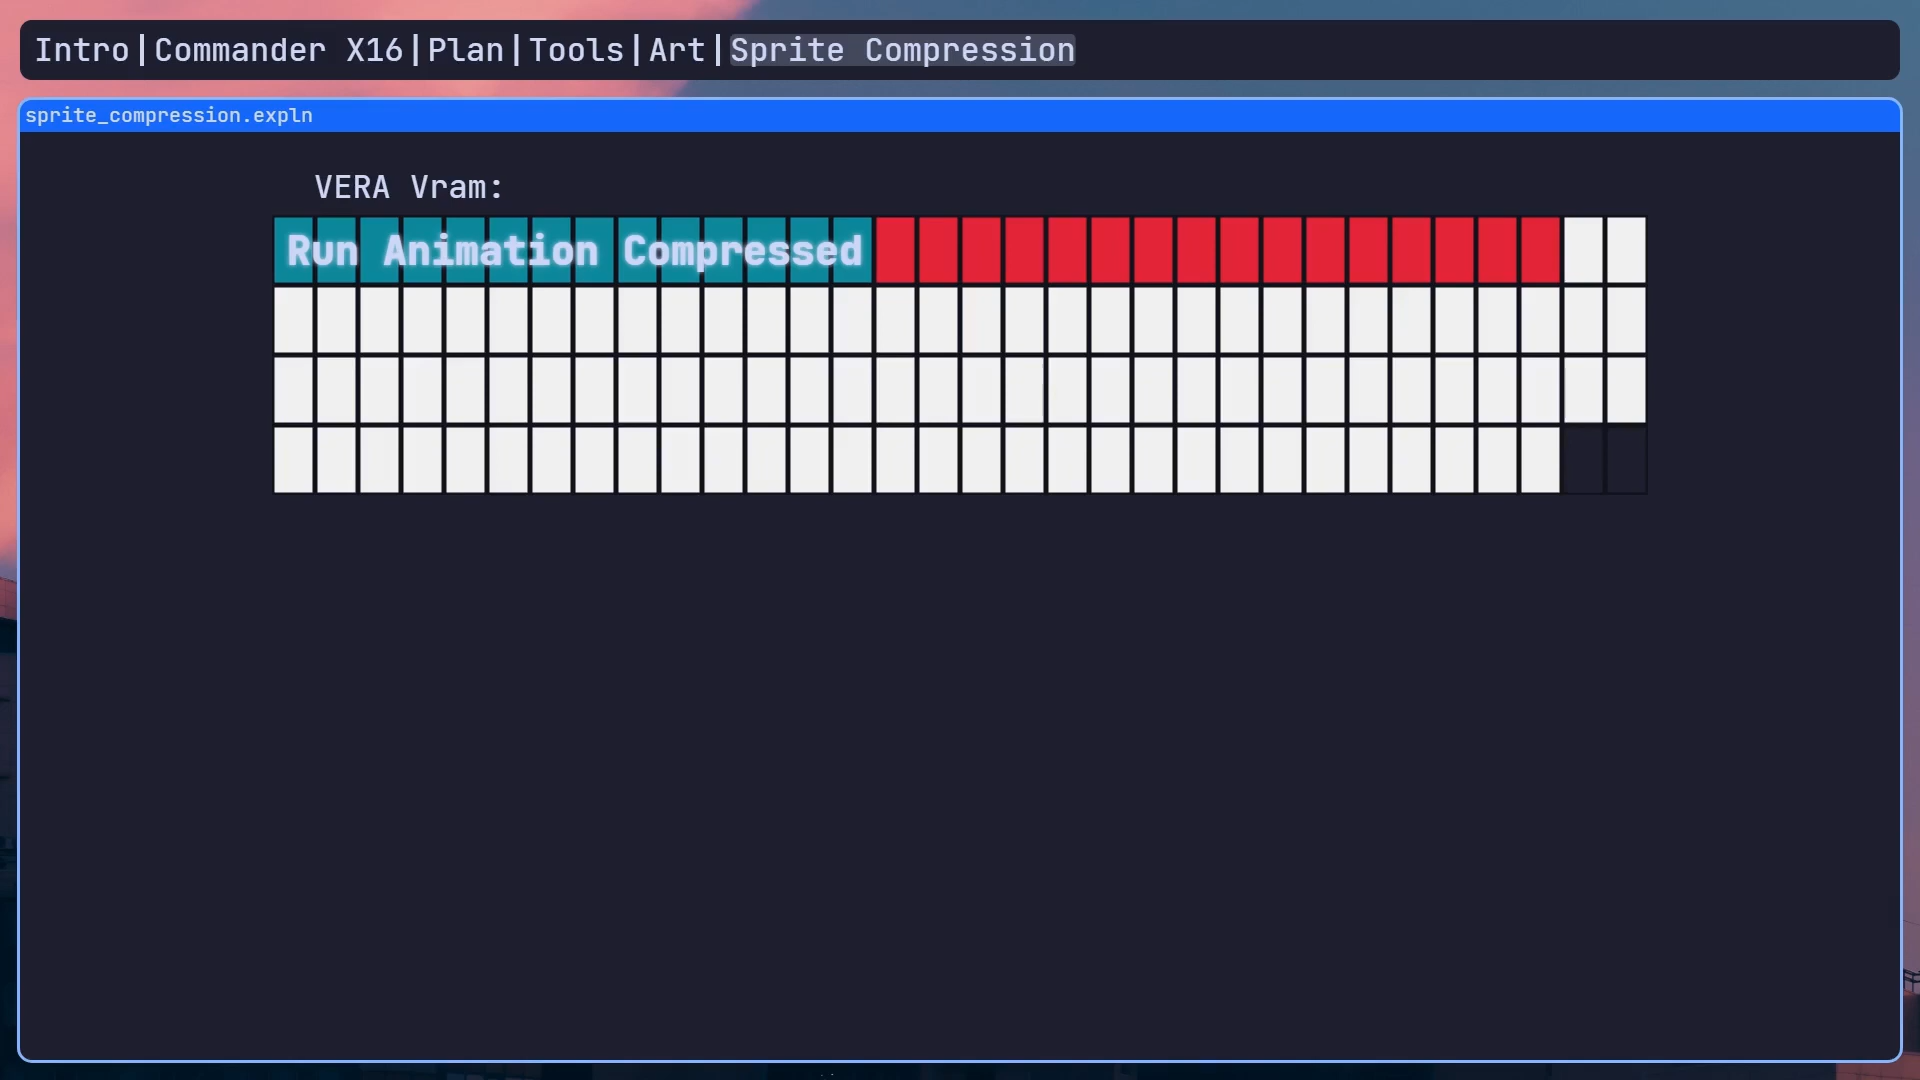 Intro|Commander X16|Plan|Tools|Art|Sprite Compression
sprite_compression.expln
VERA Vram:
Run Animation Compressed